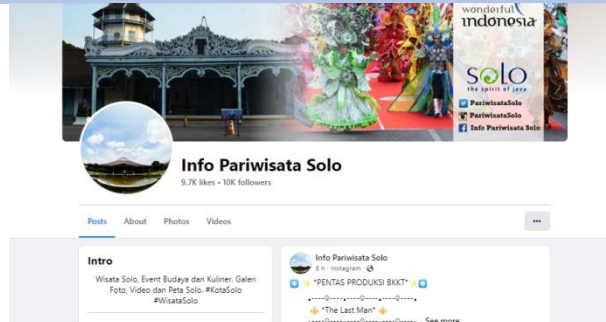 wonderful
indonesia
SOLO
the spirit of java
PariwisataSolo
PariwisataSolo
Info Pariwisata Solo
Info Pariwisata Solo
9.7K likes • 10K followers
Posts About Photos Videos
Intro
Wisata Solo, Event Budaya dan Kuliner. Galeri
Foto, Video dan Peta Solo. #KotaSolo
#WisataSolo
Info Pariwisata Solo
8 h · Instagram ·
*PENTAS PRODUKSI BKKT*
*The Last Man*
See more